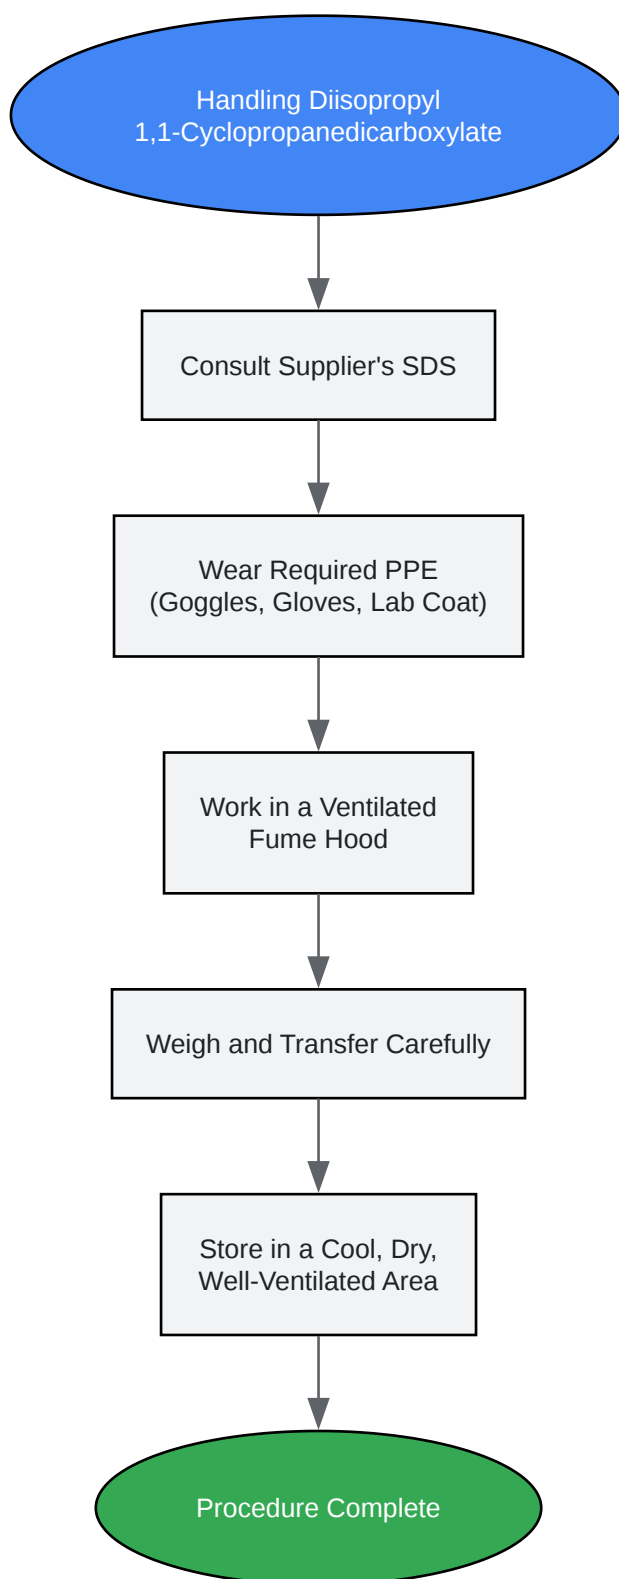 Handling Diisopropyl
1,1-Cyclopropanedicarboxylate
Consult Supplier's SDS
Wear Required PPE
(Goggles, Gloves, Lab Coat)
Work in a Ventilated
Fume Hood
Weigh and Transfer Carefully
Store in a Cool, Dry,
Well-Ventilated Area
Procedure Complete